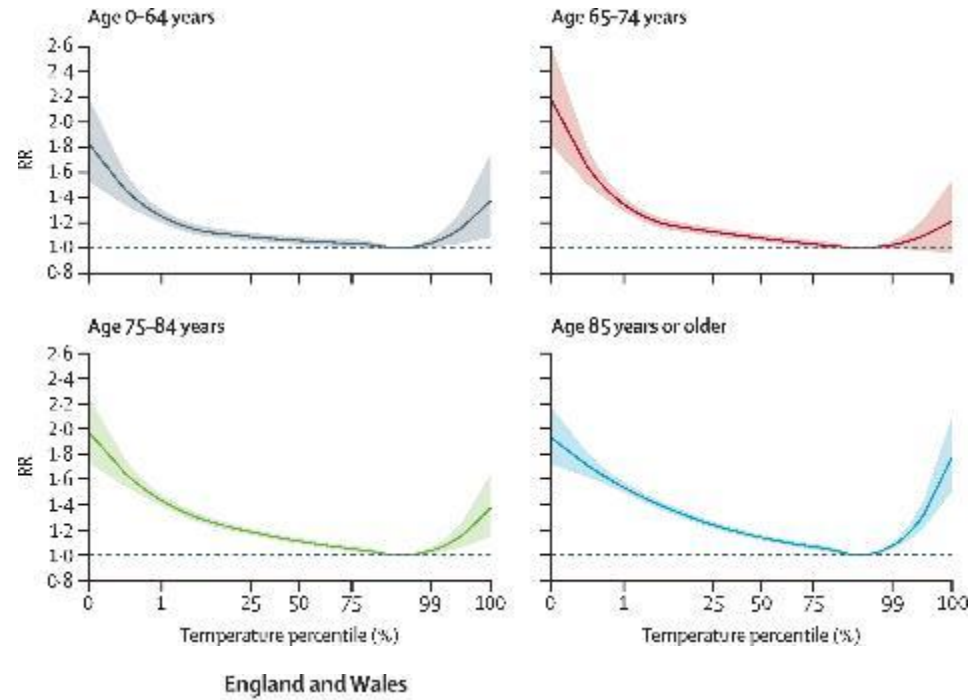 Age 0–64 years
Age 65–74 years
2·6
2·4
2·2
2·0
1·8
1·6
1·4
1·2
1·0
0·8
RR
Age 75–84 years
Age 85 years or older
2·6
2·4
2·2
2·0
1·8
1·6
1·4
1·2
1·0
0·8
RR
0 1 25 50 75 99 100
0 1 25 50 75 99 100
Temperature percentile (%)
Temperature percentile (%)
England and Wales